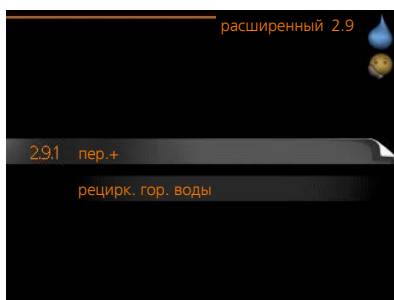 расширенный 2.9
2.9.1 пер.+
рецирк. гор. воды